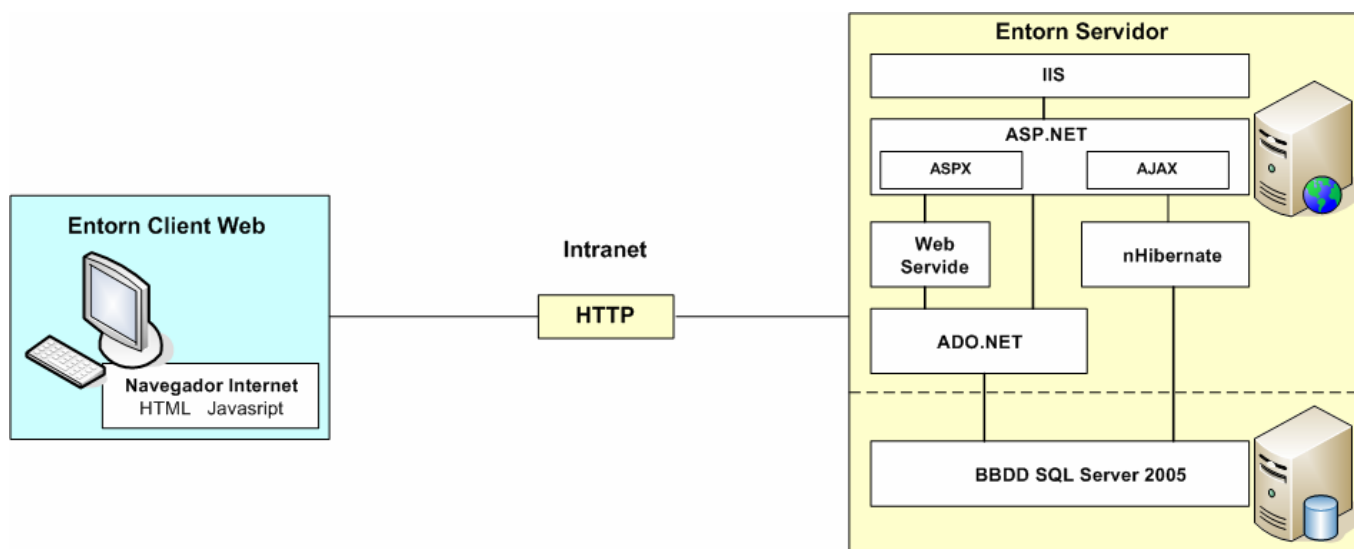 Entorn Client Web
Navegador Internet
HTML Javasript
Intranet
HTTP
Entorn Servidor
IIS
ASP.NET
ASPX
AJAX
Web
Servide
nHibernate
ADO.NET
BBDD SQL Server 2005